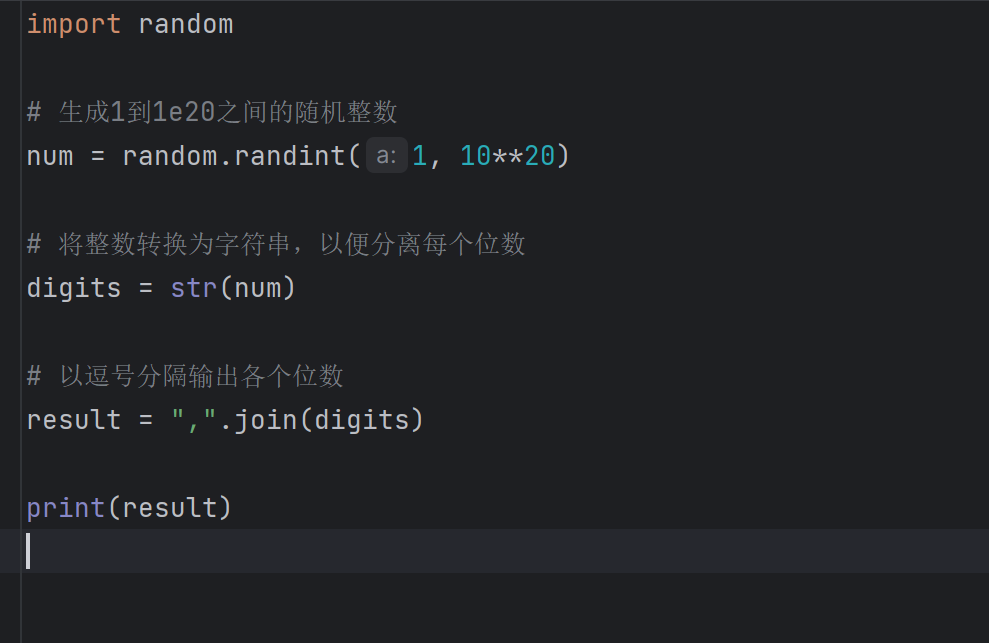 import random
# 生成1到1e20之间的随机整数
num = random.randint(a: 1, 10**20)
# 将整数转换为字符串，以便分离每个位数
digits = str(num)
# 以逗号分隔输出各个位数
result = ",".join(digits)
print(result)